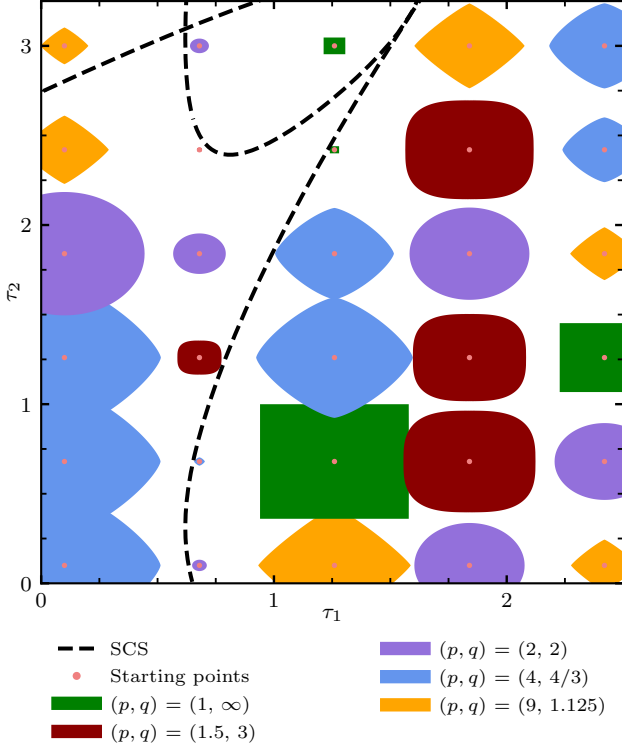 3
2
τ₂
1
0
0
1
τ₁
2
SCS
Starting points
(p, q) = (1, ∞)
(p, q) = (1.5, 3)
(p, q) = (2, 2)
(p, q) = (4, 4/3)
(p, q) = (9, 1.125)